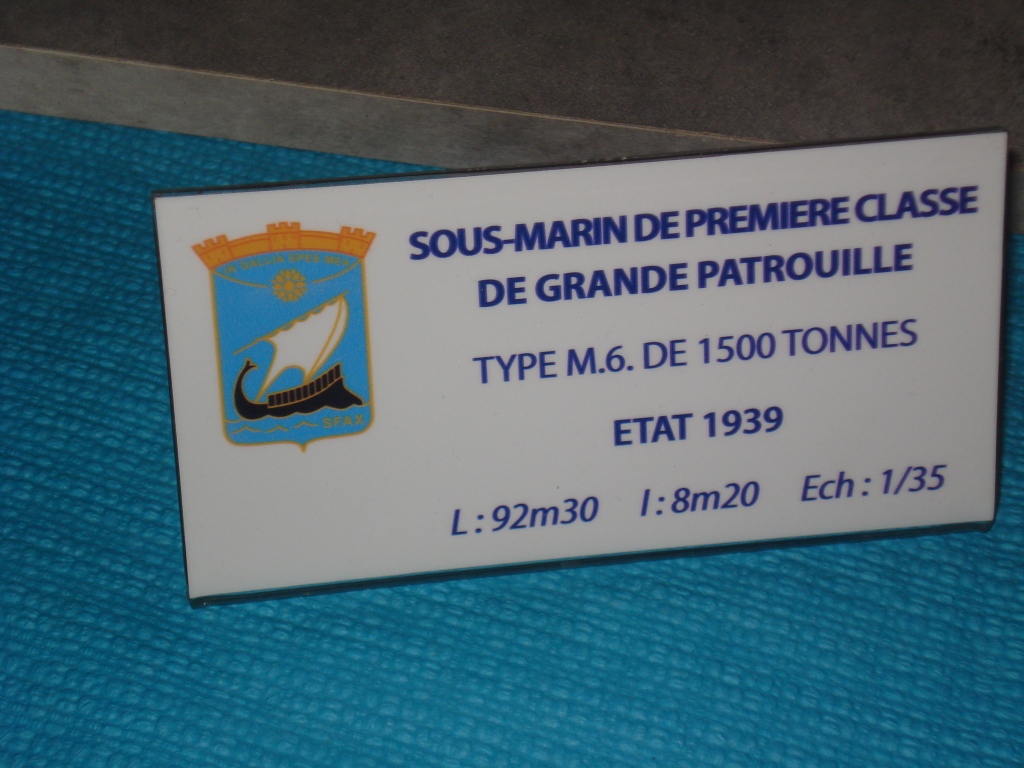 SOUS-MARIN DE PREMIERE CLASSE
DE GRANDE PATROUILLE
TYPE M.6. DE 1500 TONNES
ETAT 1939
L : 92m30 l : 8m20 Ech : 1/35
SFAX